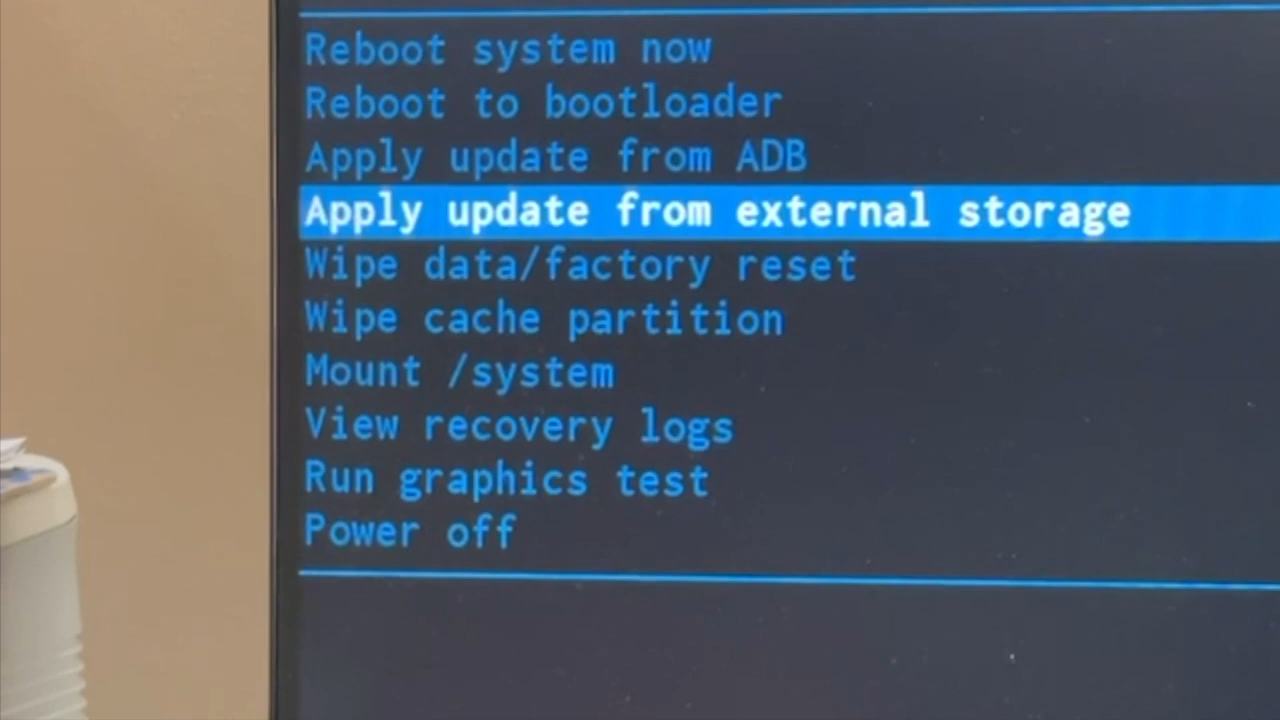 Reboot system now
Reboot to bootloader
Apply update from ADB
Apply update from external storage
Wipe data/factory reset
Wipe cache partition
Mount /system
View recovery logs
Run graphics test
Power off